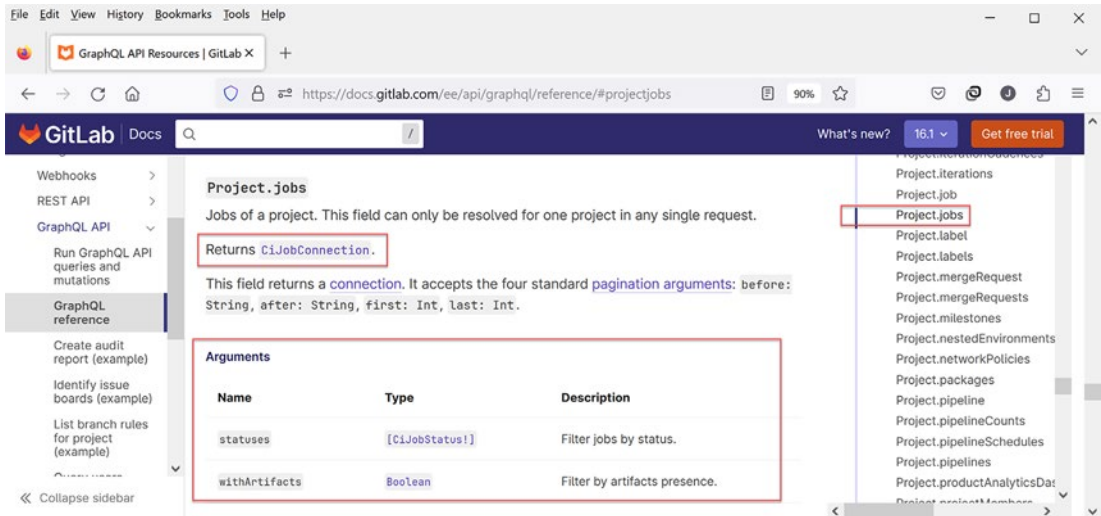 File Edit View History Bookmarks Tools Help
GraphQL API Resources | GitLab
https://docs.gitlab.com/ee/api/graphql/reference/#projectjobs
90%
GitLab Docs
/
What's new?
16.1
Get free trial
Webhooks
REST API
GraphQL API
Run GraphQL API
queries and
mutations
GraphQL
reference
Create audit
report (example)
Identify issue
boards (example)
List branch rules
for project
(example)
Collapse sidebar
Project.jobs
Jobs of a project. This field can only be resolved for one project in any single request.
Returns CiJobConnection.
This field returns a connection. It accepts the four standard pagination arguments: before:
String, after: String, first: Int, last: Int.
Arguments
Name Type Description
statuses [CiJobStatus!] Filter jobs by status.
withArtifacts Boolean Filter by artifacts presence.
Project.iterations
Project.job
Project.jobs
Project.label
Project.labels
Project.mergeRequest
Project.mergeRequests
Project.milestones
Project.nestedEnvironments
Project.networkPolicies
Project.packages
Project.pipeline
Project.pipelineCounts
Project.pipelineSchedules
Project.pipelines
Project.productAnalyticsDas